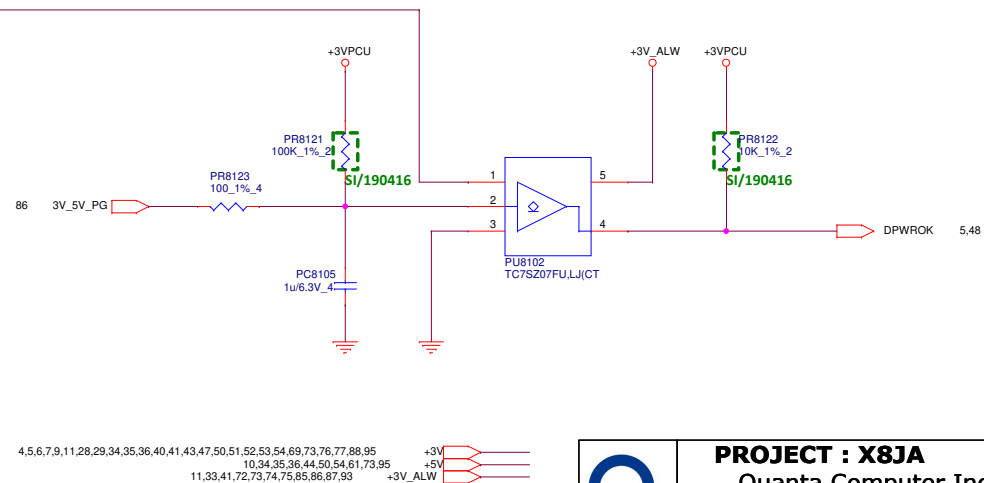 +3VPCU
+3V_ALW
+3VPCU
PR8121
100K_1%_2
SI/190416
PR8122
10K_1%_2
SI/190416
PR8123
100_1%_4
86 3V_5V_PG
1
2
3
5
4
DPWROK 5,48
PU8102
TC7SZ07FU,LJ(CT
PC8105
1u/6.3V_4
4,5,6,7,9,11,28,29,34,35,36,40,41,43,47,50,51,52,53,54,69,73,76,77,88,95 +3V
10,34,35,36,44,50,54,61,73,95 +5V
11,33,41,72,73,74,75,85,86,87,93 +3V_ALW
PROJECT : X8JA
Quanta Computer Inc